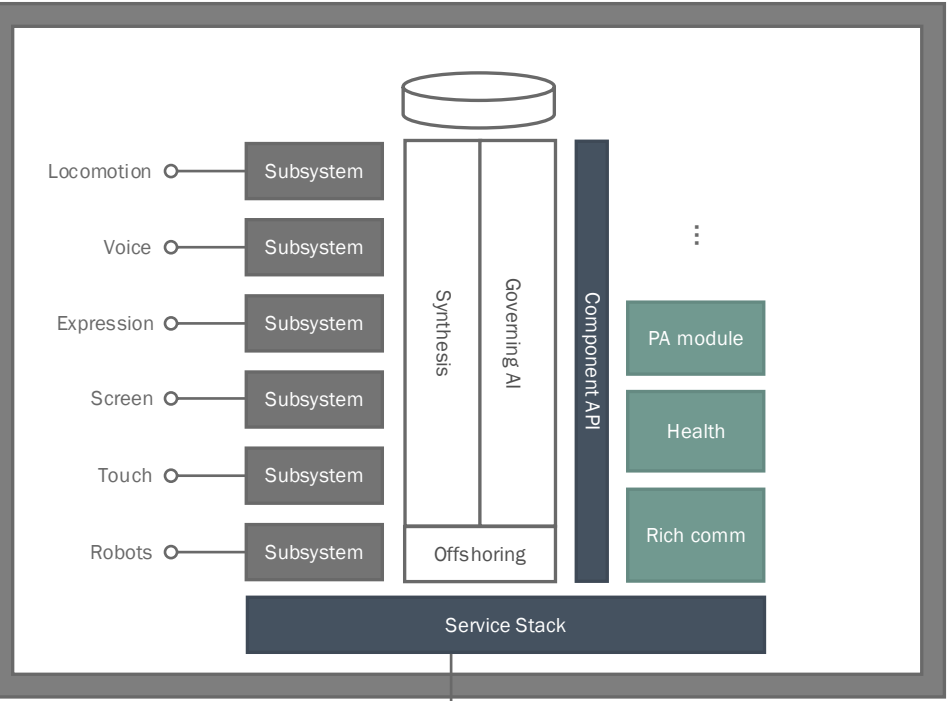 Locomotion
Subsystem
Voice
Subsystem
Expression
Subsystem
Screen
Subsystem
Touch
Subsystem
Robots
Subsystem
Synthesis
Governing AI
Offshoring
Component API
⋮
PA module
Health
Rich comm
Service Stack